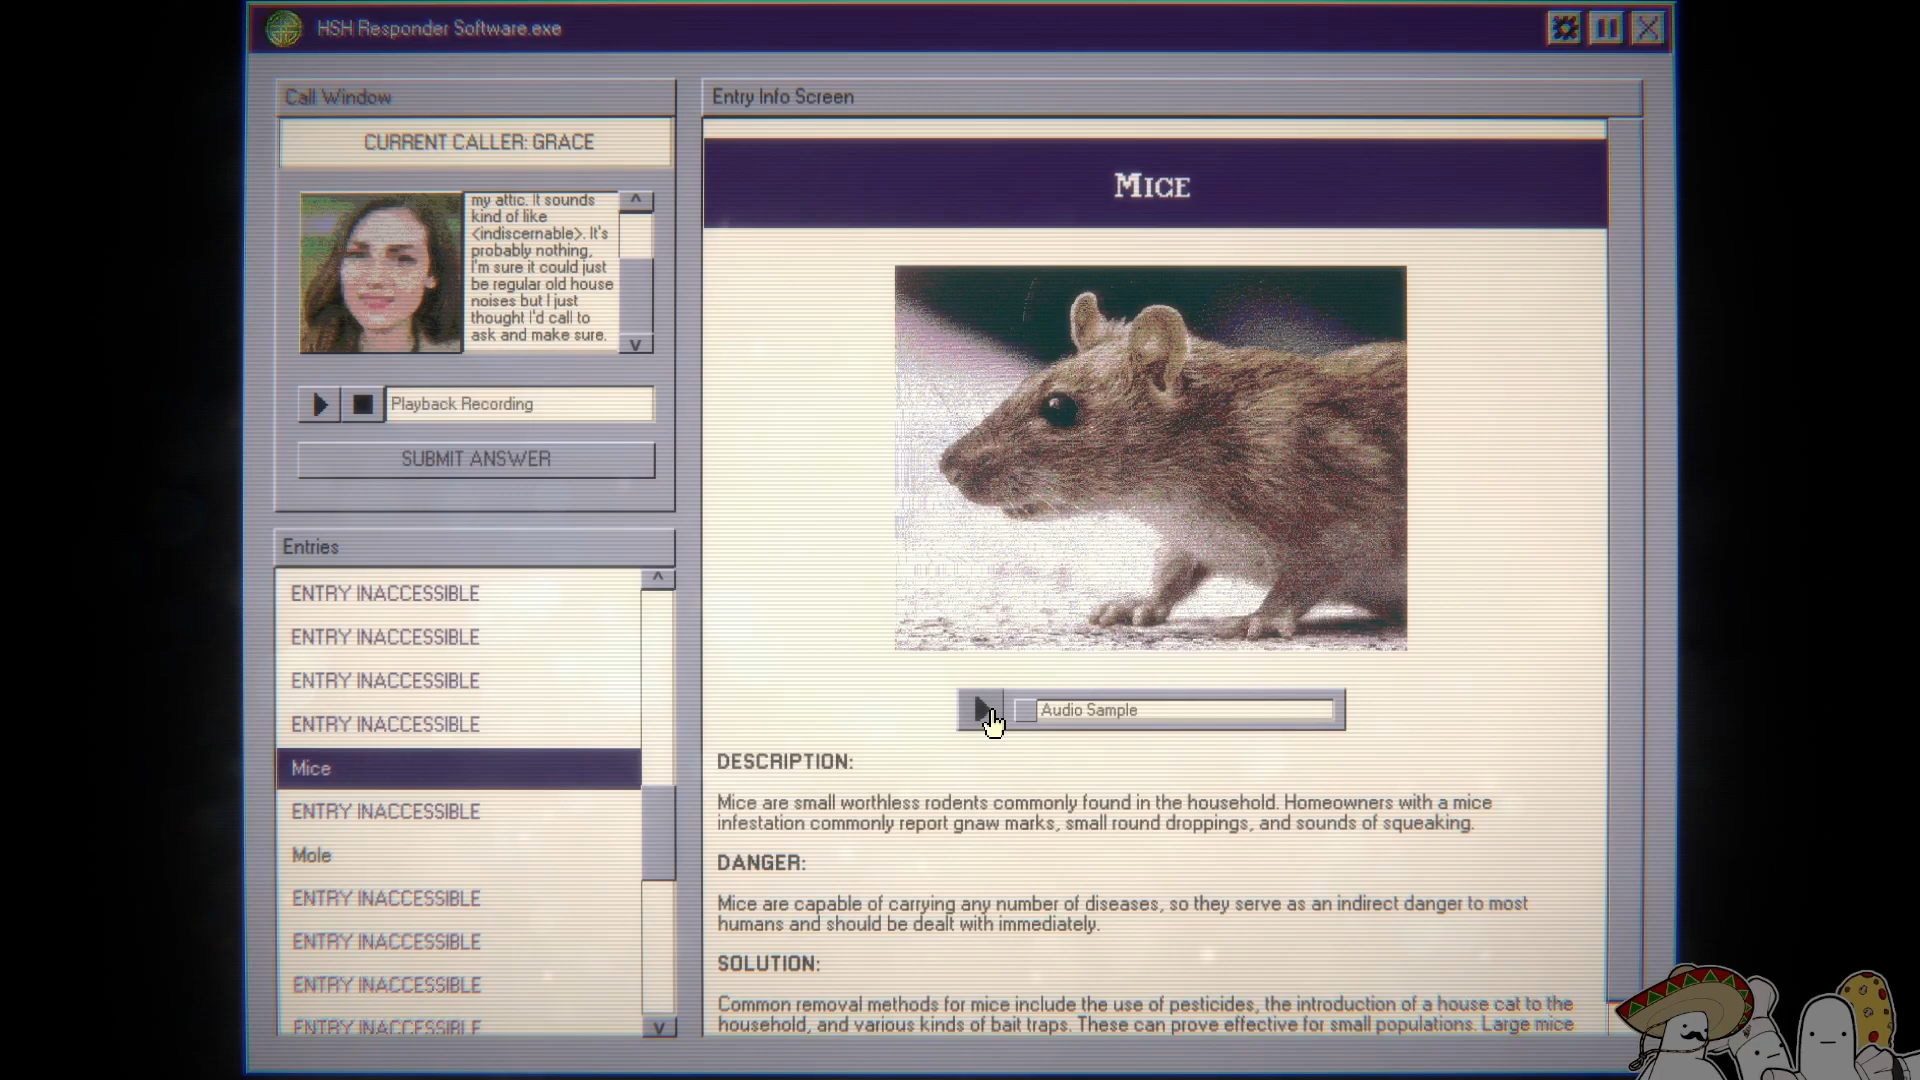 HSH Responder Software.exe
Call Window
CURRENT CALLER: GRACE
my attic. It sounds
kind of like
<indiscernable>. It's
probably nothing,
I'm sure it could just
be regular old house
noises but I just
thought I'd call to
ask and make sure.
Playback Recording
SUBMIT ANSWER
Entries
ENTRY INACCESSIBLE
ENTRY INACCESSIBLE
ENTRY INACCESSIBLE
ENTRY INACCESSIBLE
Mice
ENTRY INACCESSIBLE
Mole
ENTRY INACCESSIBLE
ENTRY INACCESSIBLE
ENTRY INACCESSIBLE
ENTRY INACCESSIBLE
Entry Info Screen
MICE
Audio Sample
DESCRIPTION:
Mice are small worthless rodents commonly found in the household. Homeowners with a mice
infestation commonly report gnaw marks, small round droppings, and sounds of squeaking.
DANGER:
Mice are capable of carrying any number of diseases, so they serve as an indirect danger to most
humans and should be dealt with immediately.
SOLUTION:
Common removal methods for mice include the use of pesticides, the introduction of a house cat to the
household, and various kinds of bait traps. These can prove effective for small populations. Large mice